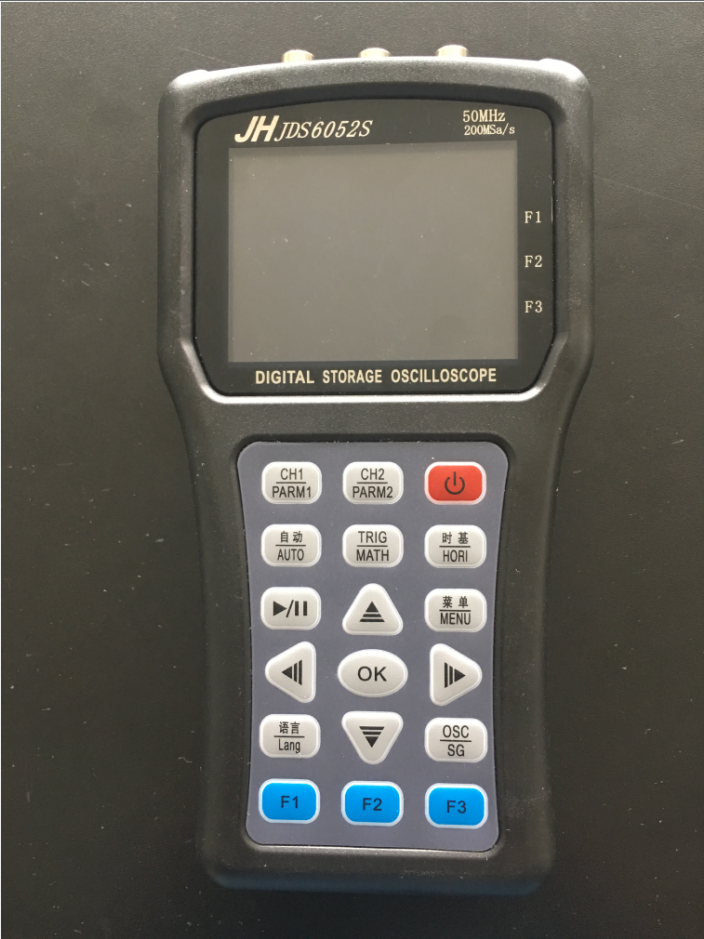 JH JDS6052S
50MHz
200MSa/s
F1
F2
F3
DIGITAL STORAGE OSCILLOSCOPE
CH1
PARM1
CH2
PARM2
自动
AUTO
TRIG
MATH
时基
HORI
菜单
MENU
OK
语言
Lang
OSC
SG
F1
F2
F3